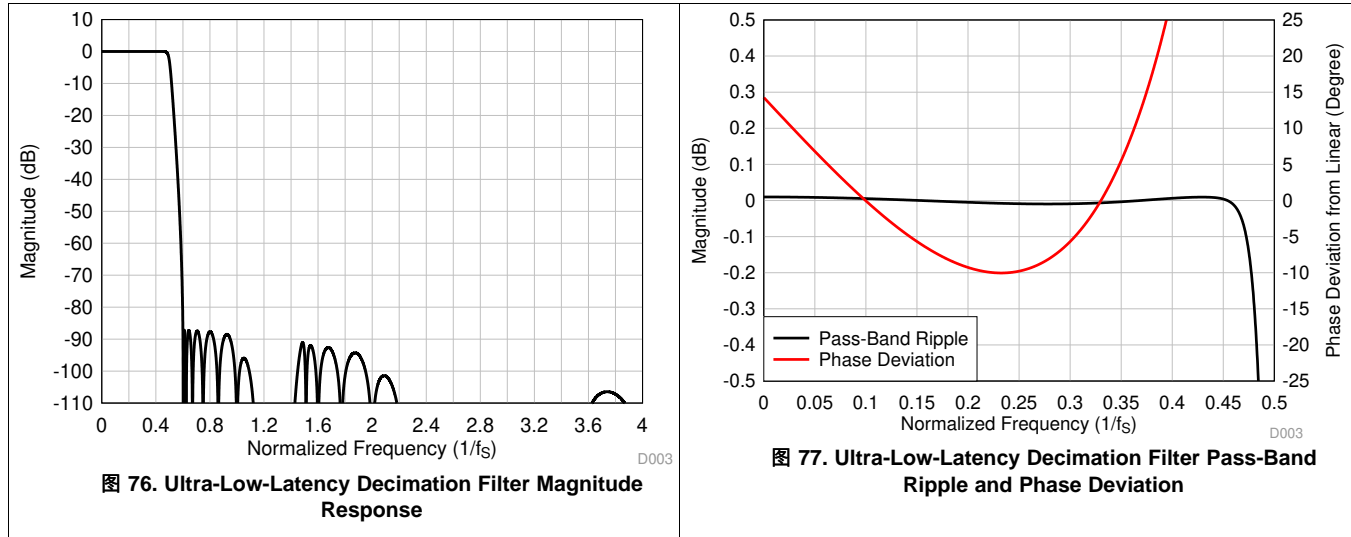 10
0
-10
-20
-30
-40
-50
-60
-70
-80
-90
-100
-110
Magnitude (dB)
0 0.4 0.8 1.2 1.6 2 2.4 2.8 3.2 3.6 4
Normalized Frequency (1/fS)
D003
图 76. Ultra-Low-Latency Decimation Filter Magnitude
Response
0.5
0.4
0.3
0.2
0.1
0
-0.1
-0.2
-0.3
-0.4
-0.5
Magnitude (dB)
25
20
15
10
5
0
-5
-10
-15
-20
-25
Phase Deviation from Linear (Degree)
Pass-Band Ripple
Phase Deviation
0 0.05 0.1 0.15 0.2 0.25 0.3 0.35 0.4 0.45 0.5
Normalized Frequency (1/fS)
D003
图 77. Ultra-Low-Latency Decimation Filter Pass-Band
Ripple and Phase Deviation